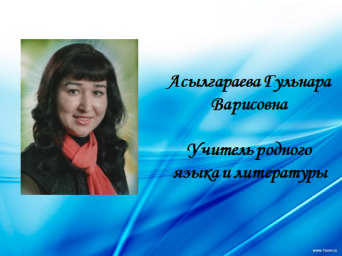 Асылгараева Гульнара
Варисовна
Учитель родного
языка и литературы